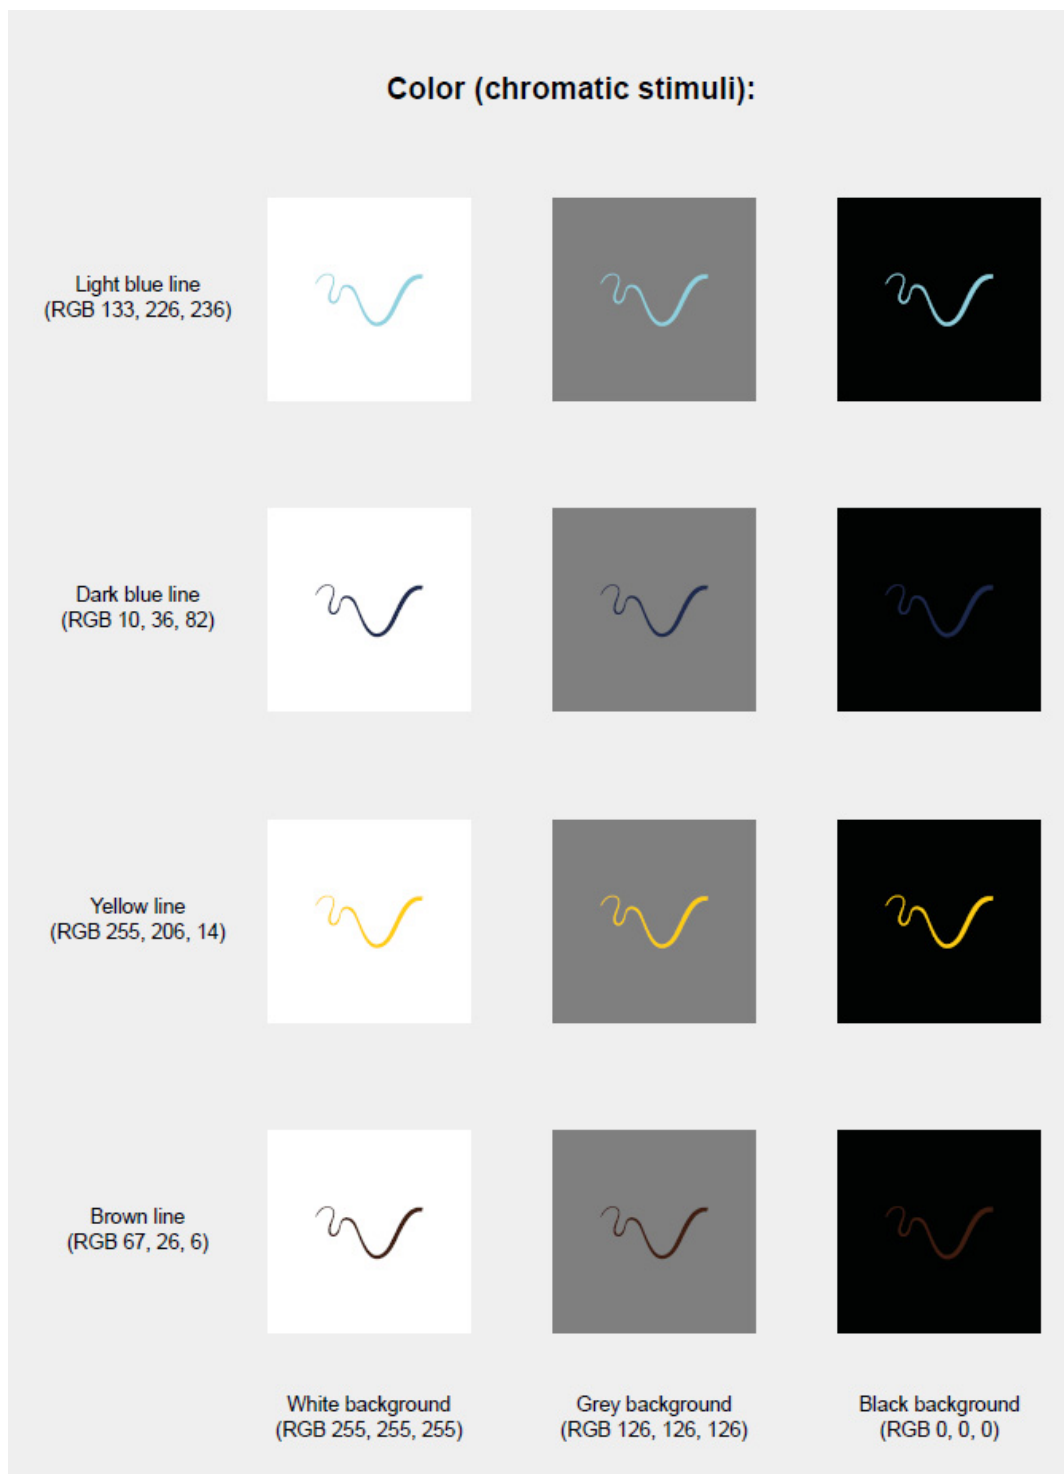 Color (chromatic stimuli):
Light blue line
(RGB 133, 226, 236)
Dark blue line
(RGB 10, 36, 82)
Yellow line
(RGB 255, 206, 14)
Brown line
(RGB 67, 26, 6)
White background
(RGB 255, 255, 255)
Grey background
(RGB 126, 126, 126)
Black background
(RGB 0, 0, 0)